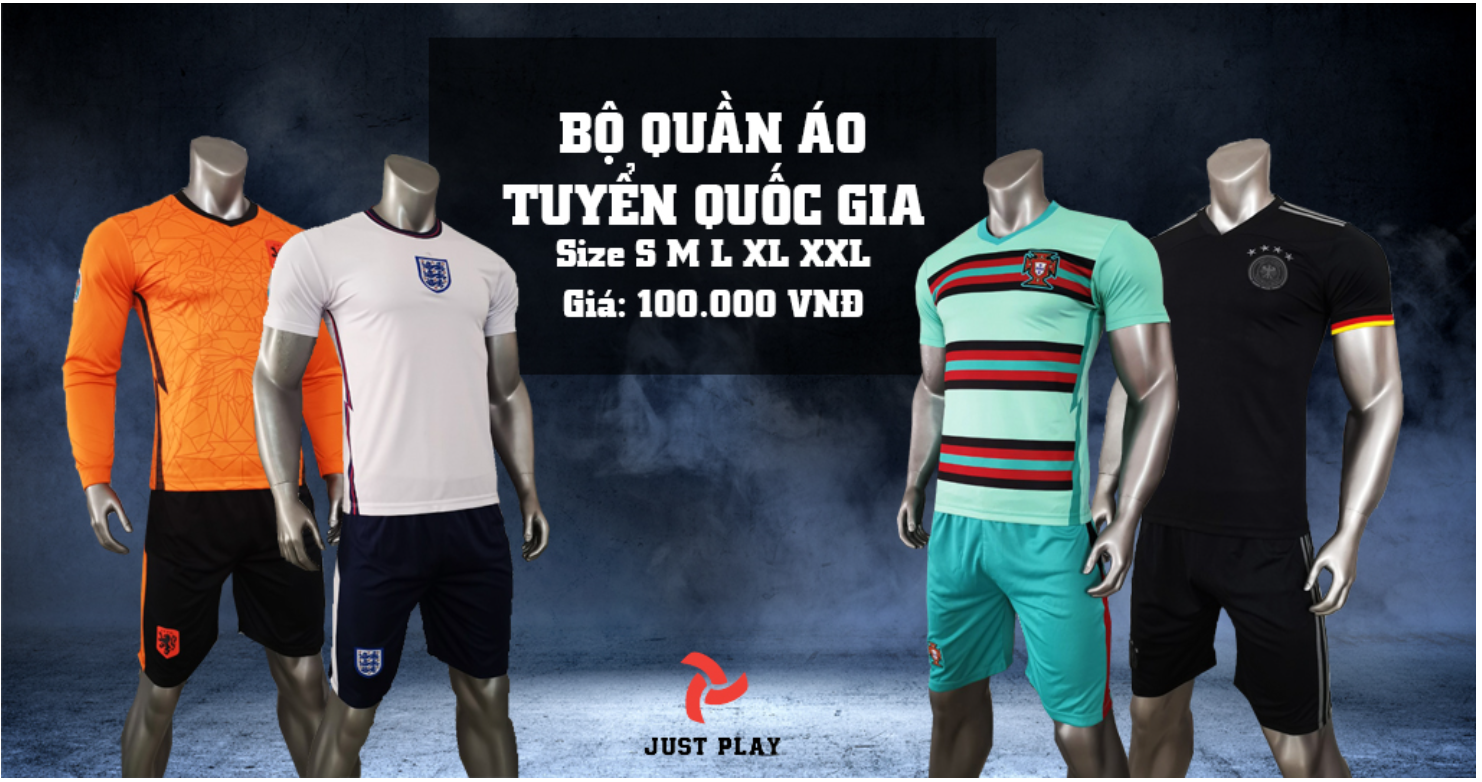 BỘ QUẦN ÁO
TUYỂN QUỐC GIA
Size S M L XL XXL
Giá: 100.000 VNĐ
JUST PLAY